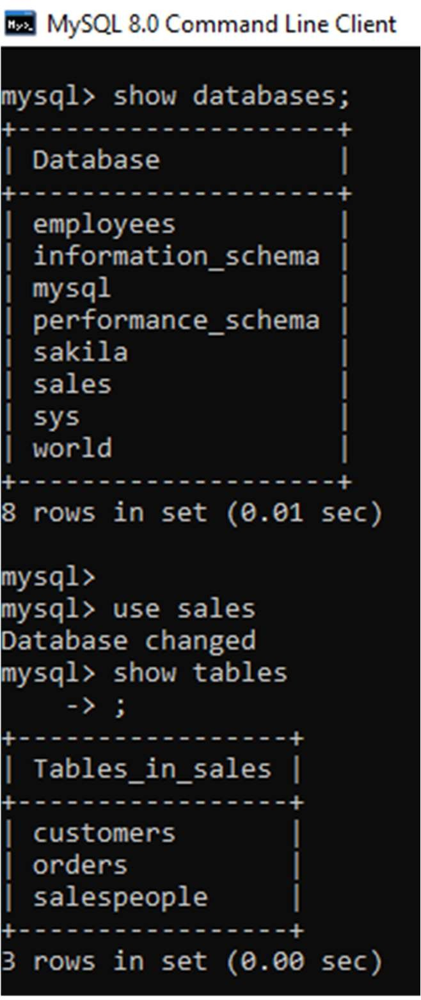 MySQL 8.0 Command Line Client
mysql> show databases;
+--------------------+
| Database           |
+--------------------+
| employees          |
| information_schema |
| mysql              |
| performance_schema |
| sakila             |
| sales              |
| sys                |
| world              |
+--------------------+
8 rows in set (0.01 sec)
mysql>
mysql> use sales
Database changed
mysql> show tables
    -> ;
+-----------------+
| Tables_in_sales |
+-----------------+
| customers       |
| orders          |
| salespeople     |
+-----------------+
3 rows in set (0.00 sec)